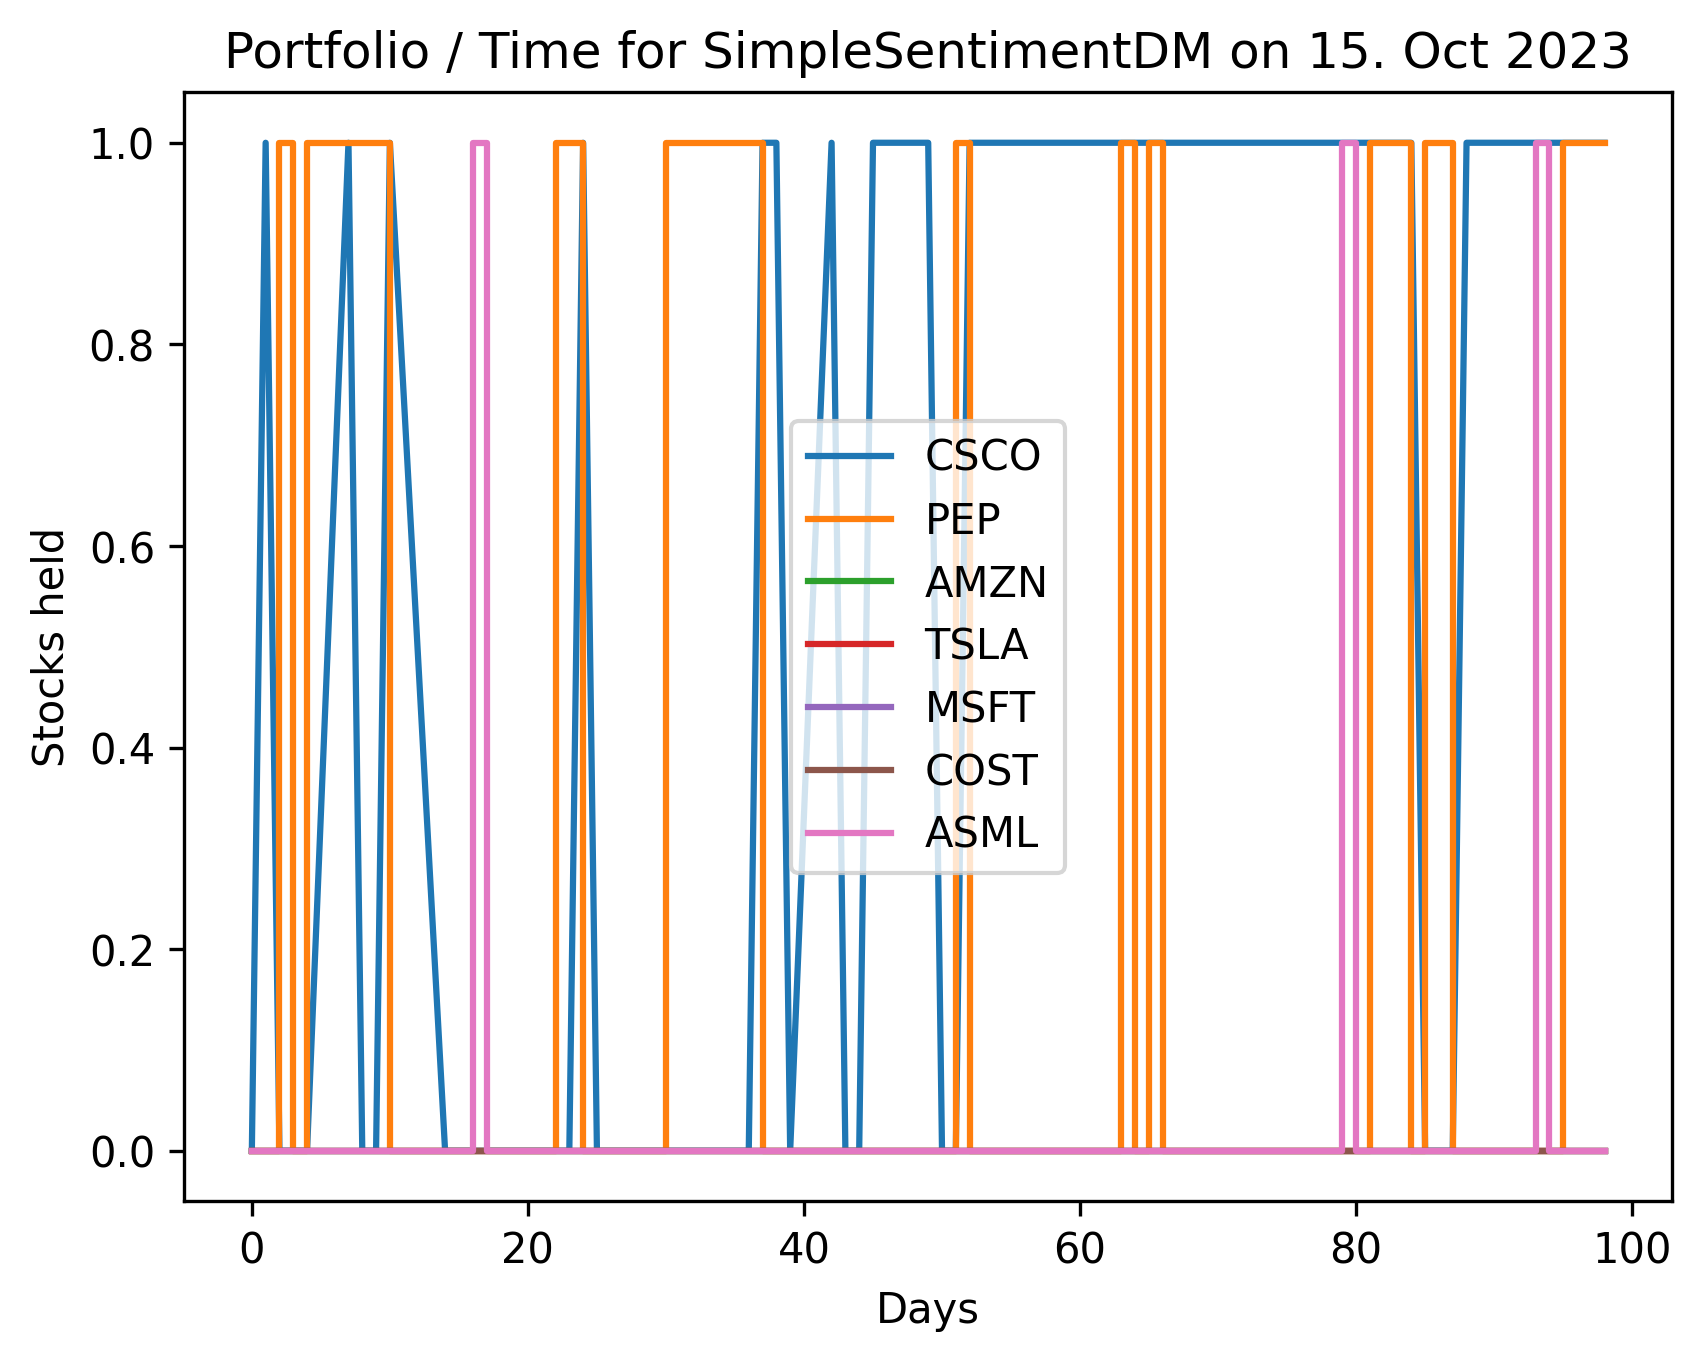 Portfolio / Time for SimpleSentimentDM on 15. Oct 2023
1.0
0.8
0.6
0.4
0.2
0.0
Stocks held
CSCO
PEP
AMZN
TSLA
MSFT
COST
ASML
0 20 40 60 80 100
Days